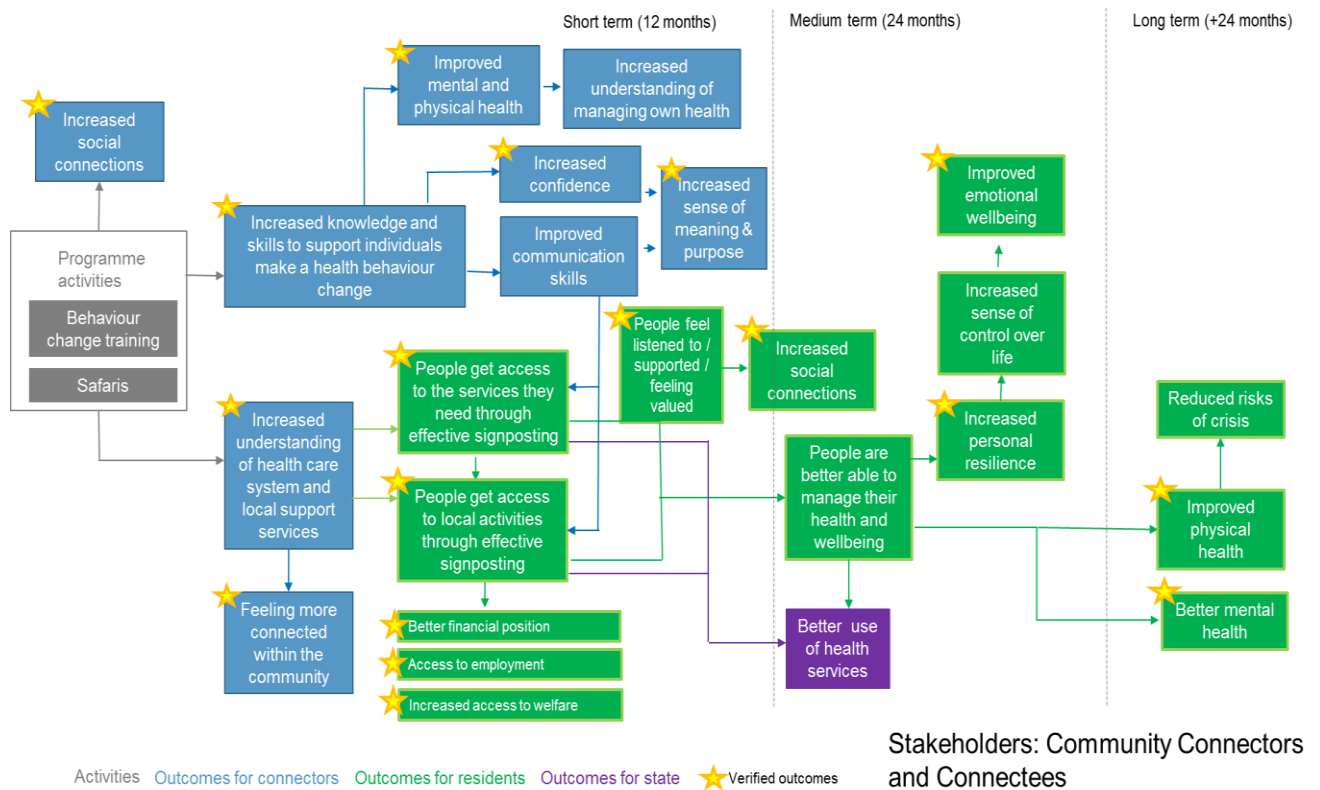 Short term (12 months)
Medium term (24 months)
Long term (+24 months)
Improved
mental and
physical health
Increased
understanding of
managing own health
Increased
social
connections
Increased
confidence
Increased
sense of
meaning &
purpose
Improved
emotional
wellbeing
Increased knowledge and
skills to support individuals
make a health behaviour
change
Improved
communication
skills
Programme
activities
Behaviour
change training
Safaris
Increased
sense of
control over
life
People feel
listened to /
supported /
feeling
valued
Increased
social
connections
People get access
to the services they
need through
effective signposting
Increased
understanding
of health care
system and
local support
services
Increased
personal
resilience
Reduced risks
of crisis
People are
better able to
manage their
health and
wellbeing
People get access
to local activities
through effective
signposting
Improved
physical
health
Feeling more
connected
within the
community
Better financial position
Access to employment
Increased access to welfare
Better use
of health
services
Better mental
health
Stakeholders: Community Connectors
and Connectees
Activities
Outcomes for connectors
Outcomes for residents
Outcomes for state
Verified outcomes